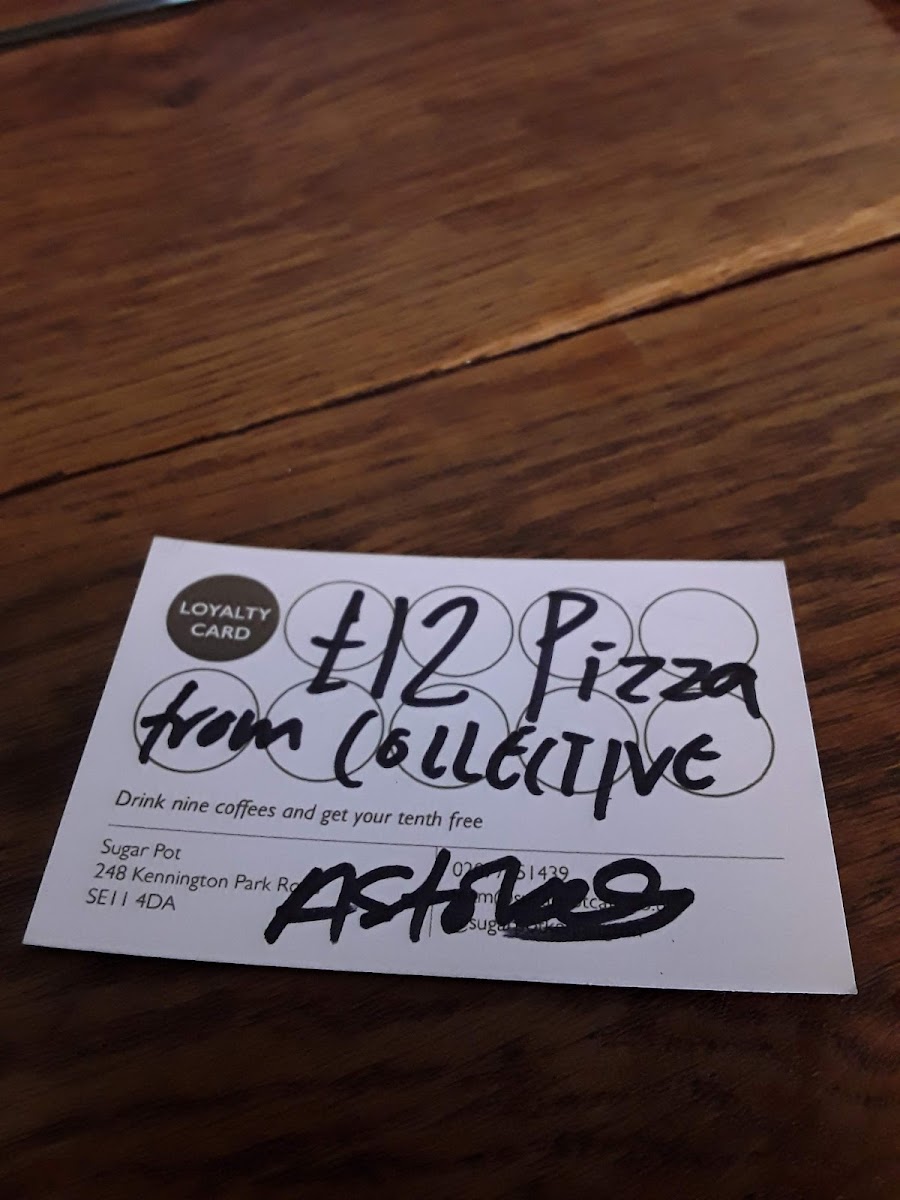 LOYALTY
CARD
£12 Pizza
from COLLECTIVE
Drink nine coffees and get your tenth free
Sugar Pot
248 Kennington Park
SE11 4DA